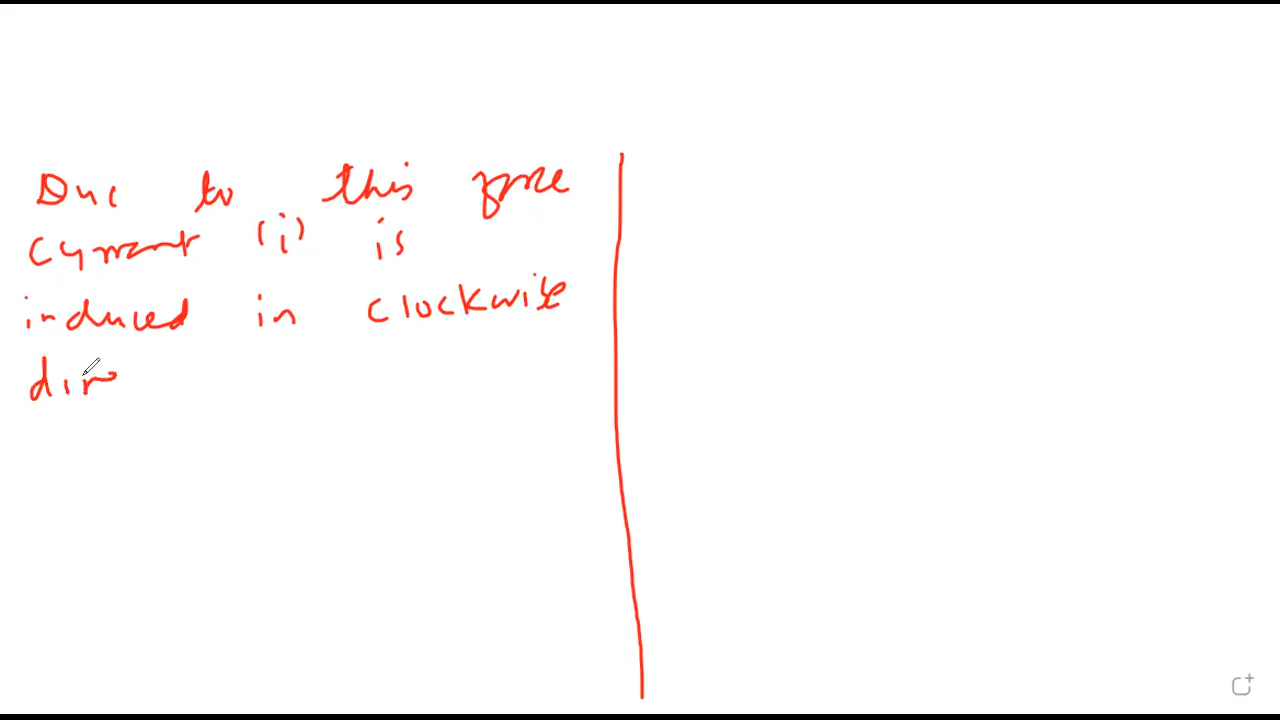 Due to this force
Current (i) is
induced in clockwise
dir